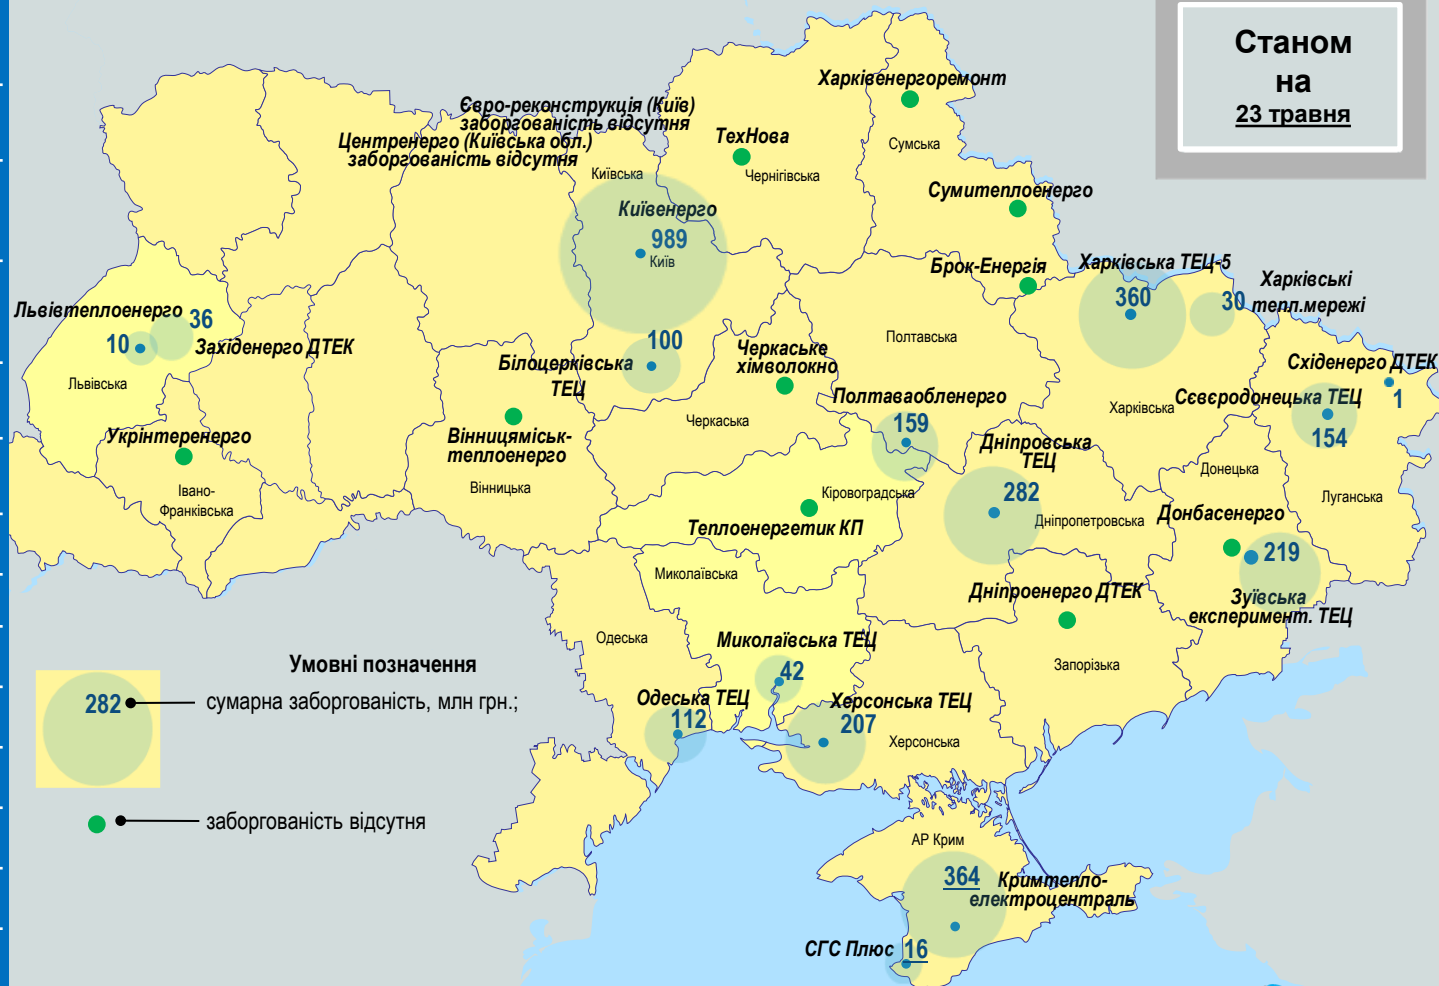 Станом
на
23 травня
Харківенергоремонт
Сумська
Євро-реконструкція (Київ)
заборгованість відсутня
Центренерго (Київська обл.)
заборгованість відсутня
ТехНова
Чернігівська
Київська
Сумитеплоенерго
Київенерго
989
Київ
Брок-Енергія
Харківська ТЕЦ-5
360
Харківські
тепл.мережі
30
Львівтеплоенерго
36
10
Західенерго ДТЕК
Львівська
Білоцерківська
ТЕЦ
100
Черкаське
хімволокно
Полтавська
Східенерго ДТЕК
1
Сєвєродонецька ТЕЦ
154
Полтаваобленерго
159
Харківська
Черкаська
Укрінтеренерго
Вінницяміськ-
теплоенерго
Вінницька
Дніпровська
ТЕЦ
282
Донецька
Луганська
Івано-
Франківська
Кіровоградська
Теплоенергетик КП
Дніпропетровська
Донбасенерго
219
Зуївська
експеримент. ТЕЦ
Миколаївська
Дніпроенерго ДТЕК
Одеська
Миколаївська ТЕЦ
42
Запорізька
Умовні позначення
282
сумарна заборгованість, млн грн.;
Одеська ТЕЦ
112
Херсонська ТЕЦ
207
Херсонська
заборгованість відсутня
АР Крим
364
Кримтепло-
електроцентраль
СГС Плюс
16